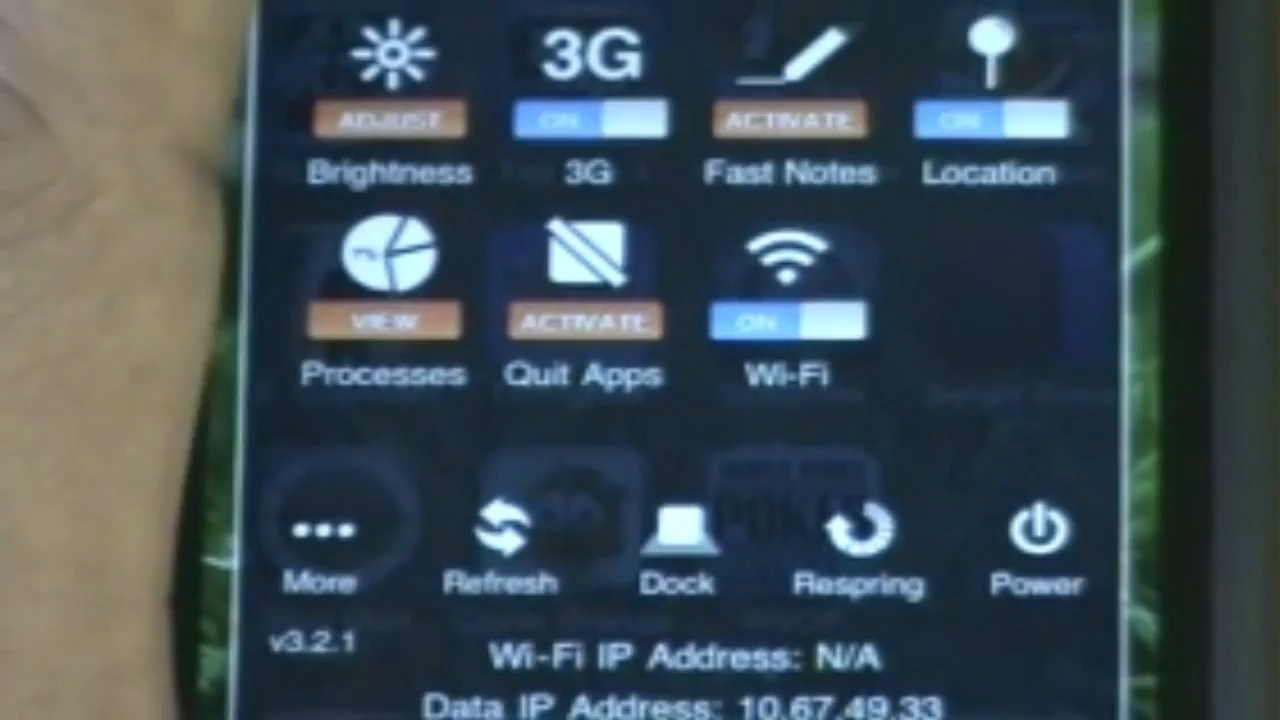 3G
ADJUST ON ACTIVATE ON
Brightness 3G Fast Notes Location
VIEW ACTIVATE ON
Processes Quit Apps Wi-Fi
More Refresh Dock Respring Power
v3.2.1
Wi-Fi IP Address: N/A
Data IP Address: 10.67.49.33